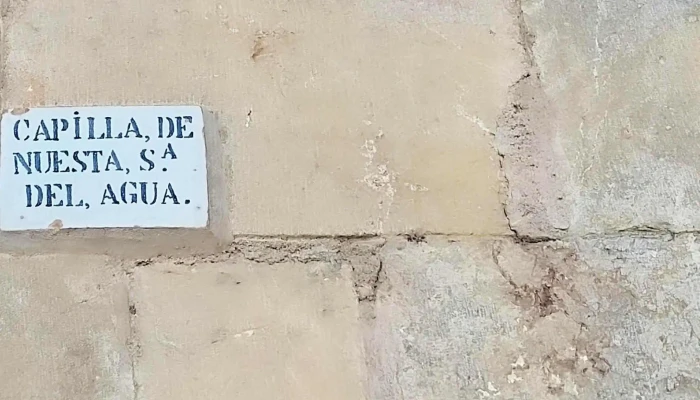 CAPiLLA, DE
NUESTA, S.ᴬ
DEL, AGUA.